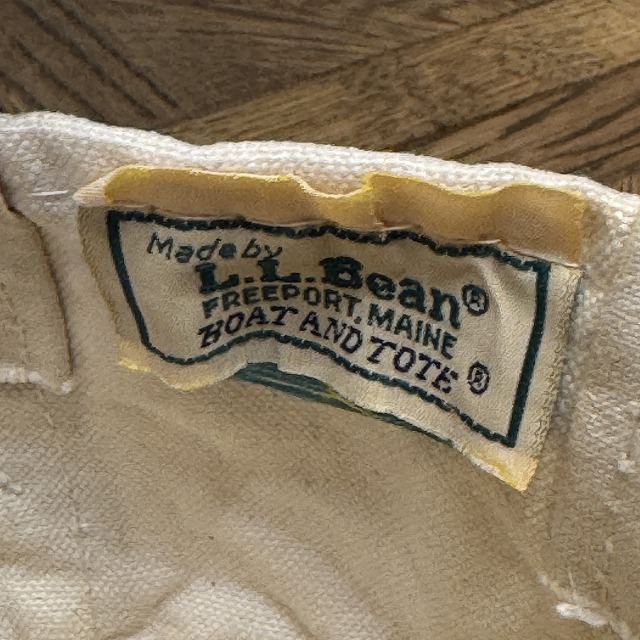 Made by
L.L.Bean®
FREEPORT, MAINE
BOAT AND TOTE®